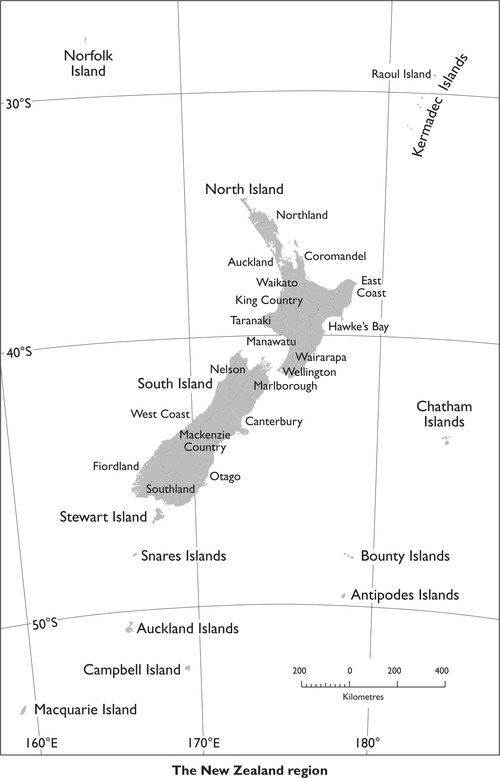 Norfolk
Island
Raoul Island
Kermadec Islands
30°S
North Island
Northland
Auckland
Coromandel
Waikato
East
Coast
King Country
Taranaki
Hawke's Bay
Manawatu
40°S
Wairarapa
Nelson
Wellington
South Island
Marlborough
Chatham
Islands
West Coast
Canterbury
Mackenzie
Country
Fiordland
Otago
Southland
Stewart Island
Snares Islands
Bounty Islands
Antipodes Islands
50°S
Auckland Islands
Campbell Island
200 0 200 400
Kilometres
Macquarie Island
160°E 170°E 180°
The New Zealand region